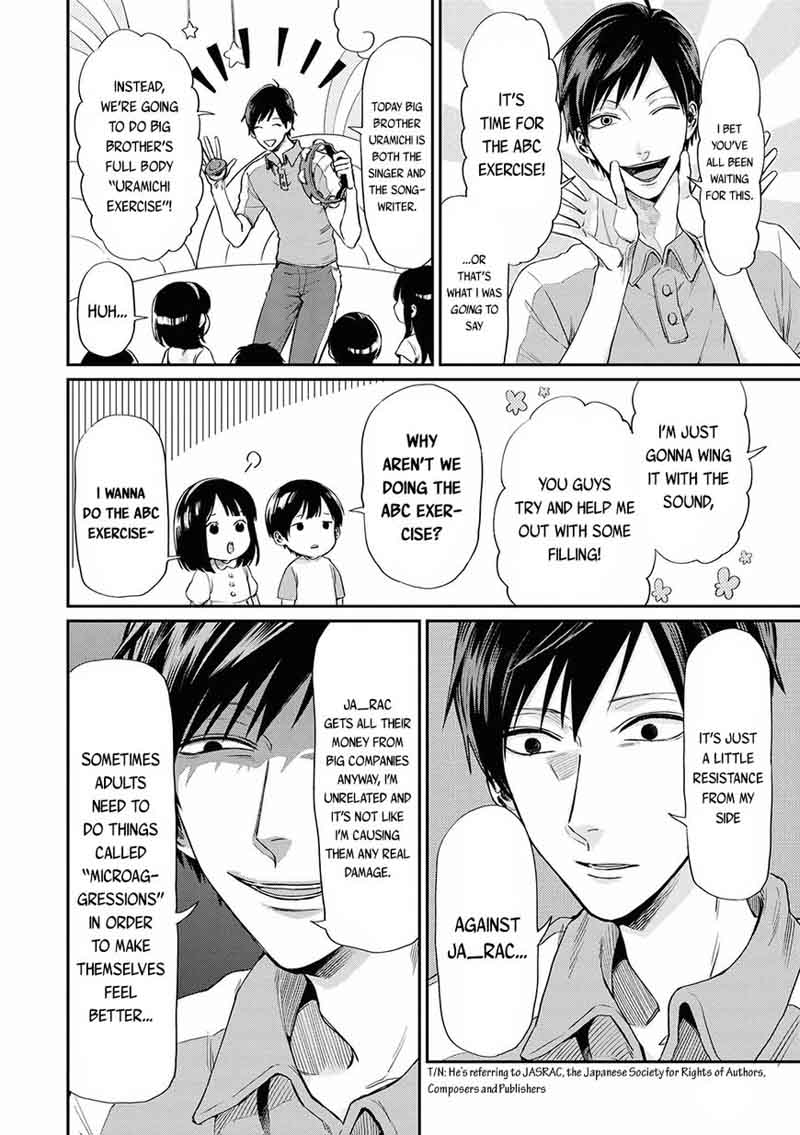 I BET
YOU'VE
ALL BEEN
WAITING
FOR THIS.
IT'S
TIME FOR
THE ABC
EXERCISE!
...OR
THAT'S
WHAT I WAS
GOING TO
SAY
TODAY BIG
BROTHER
URAMICHI
IS BOTH
THE
SINGER AND
THE SONG-
WRITER.
INSTEAD,
WE'RE GOING
TO DO BIG
BROTHER'S
FULL BODY
"URAMICHI
EXERCISE"!
HUH...
I'M JUST
GONNA WING
IT WITH THE
SOUND,
YOU GUYS
TRY AND HELP ME
OUT WITH SOME
FILLING!
WHY
AREN'T WE
DOING THE
ABC EXER-
CISE?
I WANNA
DO THE ABC
EXERCISE~
IT'S JUST
A LITTLE
RESISTANCE
FROM MY
SIDE
AGAINST
JA_RAC...
JA_RAC
GETS ALL THEIR
MONEY FROM
BIG COMPANIES
ANYWAY, I'M
UNRELATED AND
IT'S NOT LIKE
I'M CAUSING
THEM ANY REAL
DAMAGE.
SOMETIMES
ADULTS
NEED TO
DO THINGS
CALLED
"MICROAG-
GRESSIONS"
IN ORDER
TO MAKE
THEMSELVES
FEEL
BETTER...
T/N: He's referring to JASRAC, the Japanese Society for Rights of Authors,
Composers and Publishers